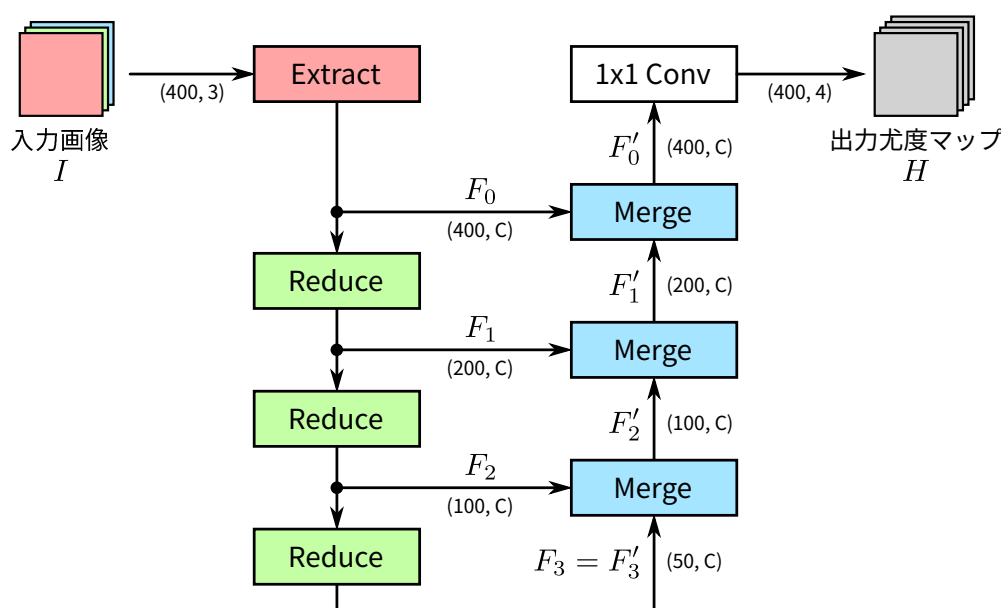 Extract
1x1 Conv
(400, 3)
(400, 4)
入力画像
I
出力尤度マップ
H
F′₀
(400, C)
F₀
(400, C)
Merge
Reduce
F′₁
(200, C)
F₁
(200, C)
Merge
Reduce
F′₂
(100, C)
F₂
(100, C)
Merge
Reduce
F₃ = F′₃
(50, C)